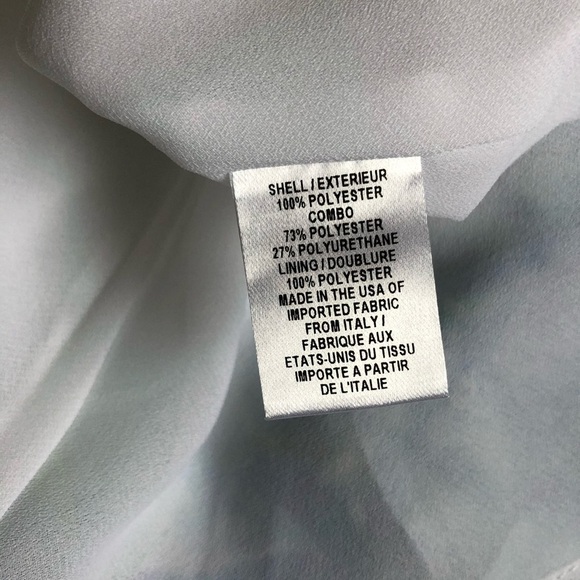 SHELL / EXTERIEUR
100% POLYESTER
COMBO
73% POLYESTER
27% POLYURETHANE
LINING / DOUBLURE
100% POLYESTER
MADE IN THE USA OF
IMPORTED FABRIC
FROM ITALY /
FABRIQUE AUX
ETATS-UNIS DU TISSU
IMPORTE A PARTIR
DE L'ITALIE